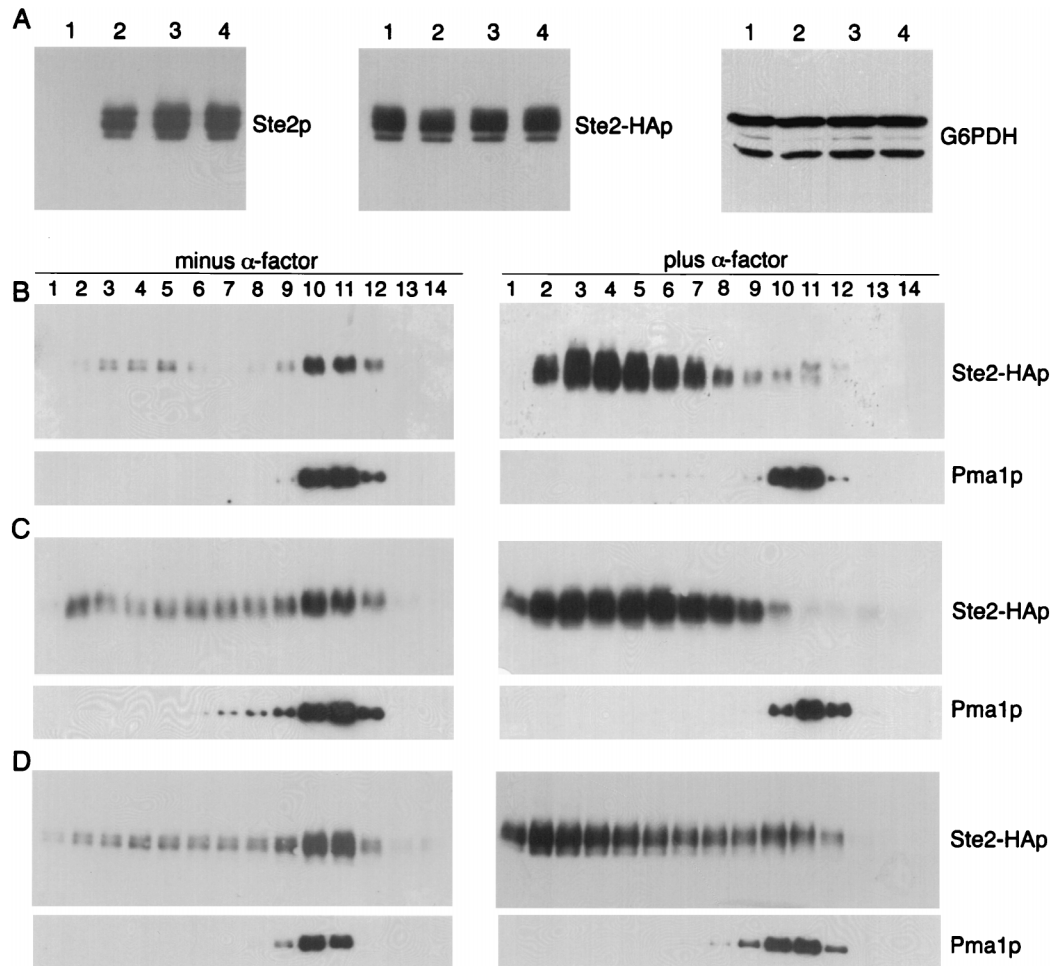 A
1 2 3 4
Ste2p
1 2 3 4
Ste2-HAp
1 2 3 4
G6PDH
minus α-factor
plus α-factor
B
1 2 3 4 5 6 7 8 9 10 11 12 13 14
1 2 3 4 5 6 7 8 9 10 11 12 13 14
Ste2-HAp
Pma1p
C
Ste2-HAp
Pma1p
D
Ste2-HAp
Pma1p